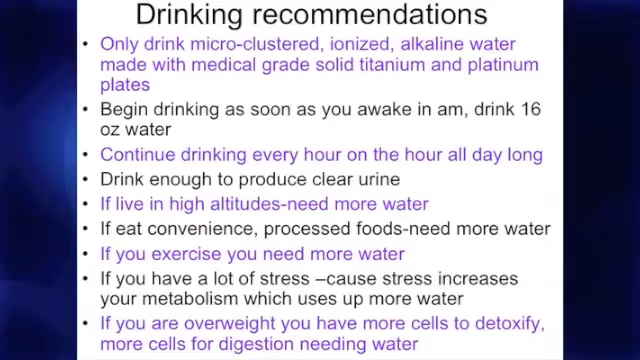 Drinking recommendations
• Only drink micro-clustered, ionized, alkaline water
made with medical grade solid titanium and platinum
plates
• Begin drinking as soon as you awake in am, drink 16
oz water
• Continue drinking every hour on the hour all day long
• Drink enough to produce clear urine
• If live in high altitudes-need more water
• If eat convenience, processed foods-need more water
• If you exercise you need more water
• If you have a lot of stress –cause stress increases
your metabolism which uses up more water
• If you are overweight you have more cells to detoxify,
more cells for digestion needing water